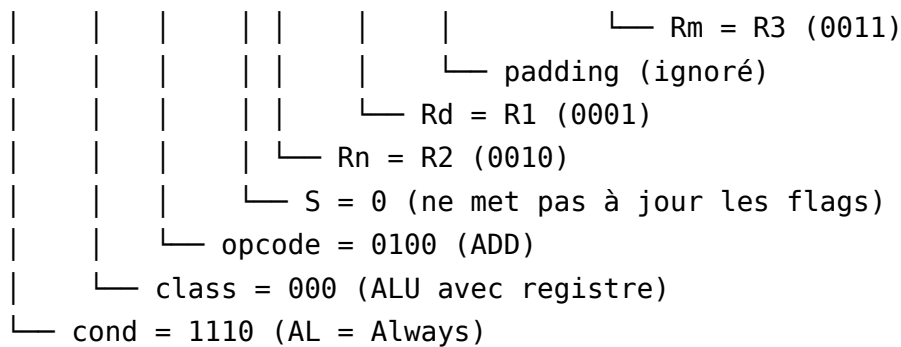 │ │ │ │ │ │ │ └── Rm = R3 (0011)
│ │ │ │ │ │ └── padding (ignoré)
│ │ │ │ │ └── Rd = R1 (0001)
│ │ │ │ └── Rn = R2 (0010)
│ │ │ └── S = 0 (ne met pas à jour les flags)
│ │ └── opcode = 0100 (ADD)
│ └── class = 000 (ALU avec registre)
└── cond = 1110 (AL = Always)